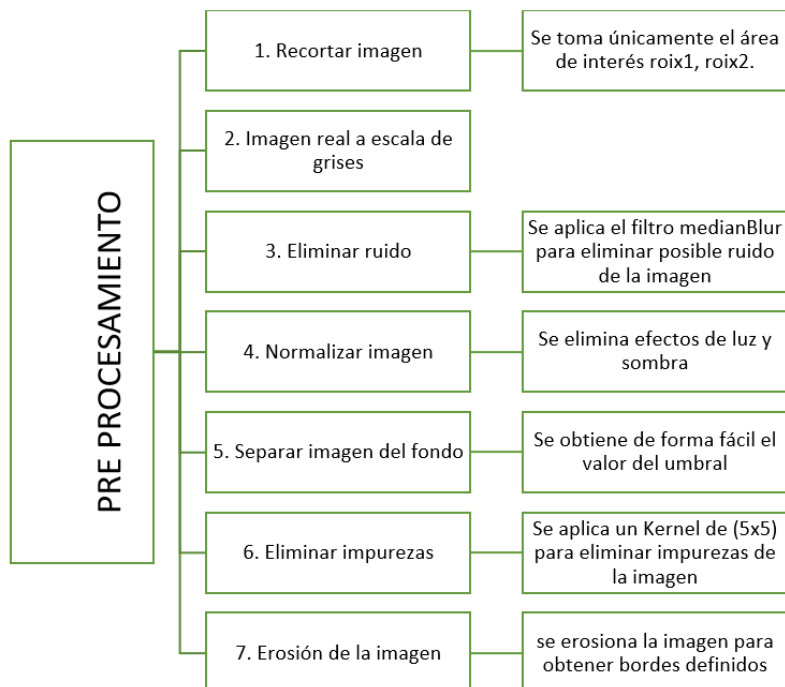 PRE PROCESAMIENTO
1. Recortar imagen
Se toma únicamente el área
de interés roix1, roix2.
2. Imagen real a escala de
grises
3. Eliminar ruido
Se aplica el filtro medianBlur
para eliminar posible ruido
de la imagen
4. Normalizar imagen
Se elimina efectos de luz y
sombra
5. Separar imagen del fondo
Se obtiene de forma fácil el
valor del umbral
6. Eliminar impurezas
Se aplica un Kernel de (5x5)
para eliminar impurezas de
la imagen
7. Erosión de la imagen
se erosiona la imagen para
obtener bordes definidos